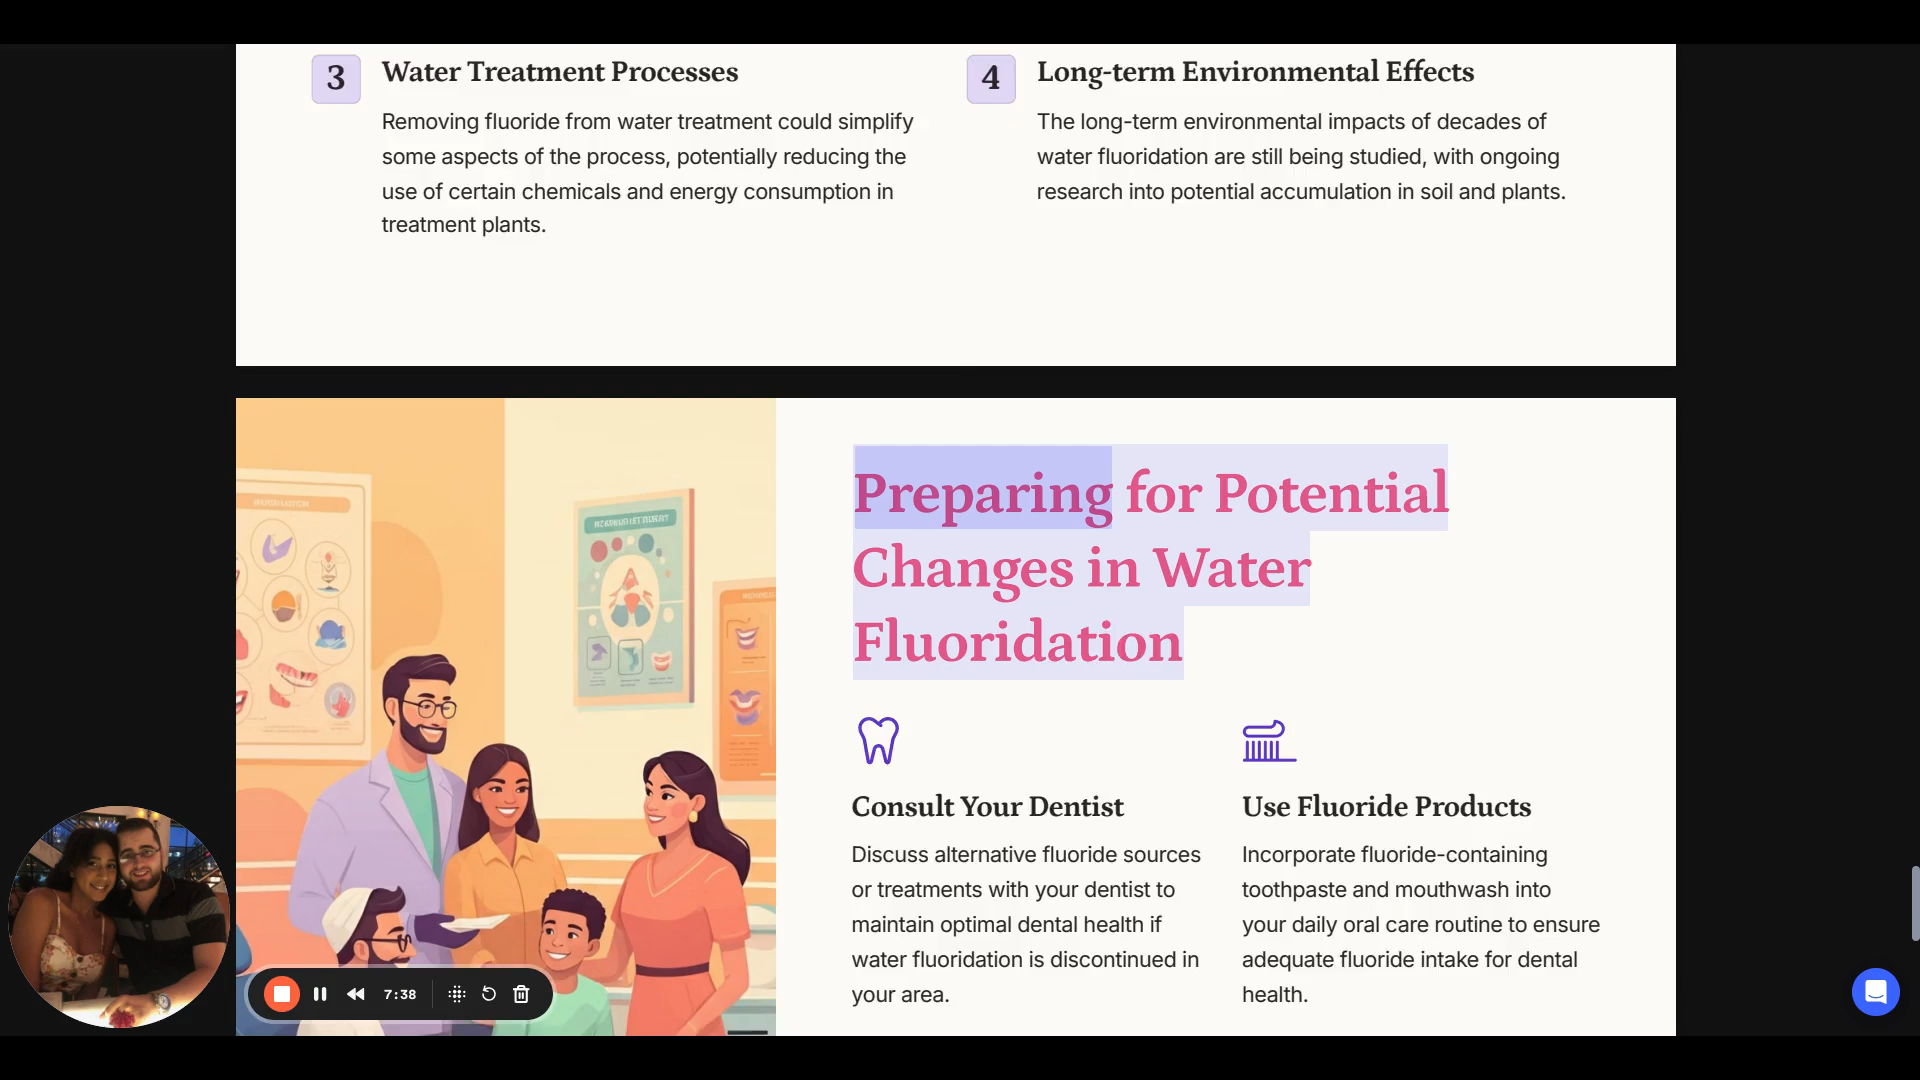 3 Water Treatment Processes
Removing fluoride from water treatment could simplify
some aspects of the process, potentially reducing the
use of certain chemicals and energy consumption in
treatment plants.
4 Long-term Environmental Effects
The long-term environmental impacts of decades of
water fluoridation are still being studied, with ongoing
research into potential accumulation in soil and plants.
Preparing for Potential
Changes in Water
Fluoridation
Consult Your Dentist
Discuss alternative fluoride sources
or treatments with your dentist to
maintain optimal dental health if
water fluoridation is discontinued in
your area.
Use Fluoride Products
Incorporate fluoride-containing
toothpaste and mouthwash into
your daily oral care routine to ensure
adequate fluoride intake for dental
health.
7:38